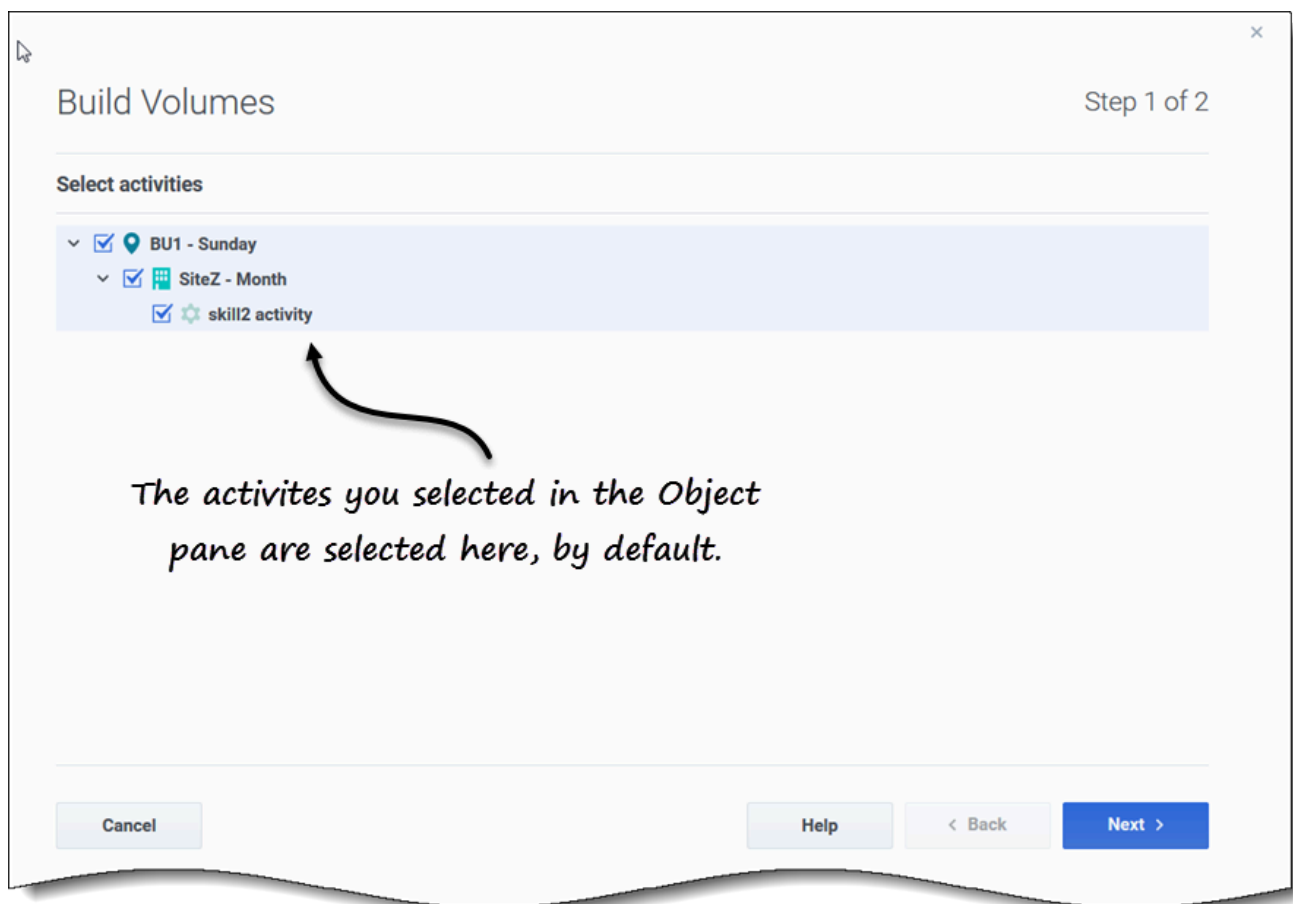 Build Volumes
Step 1 of 2
Select activities
BU1 - Sunday
SiteZ - Month
skill2 activity
The activites you selected in the Object
pane are selected here, by default.
Cancel
Help
< Back
Next >